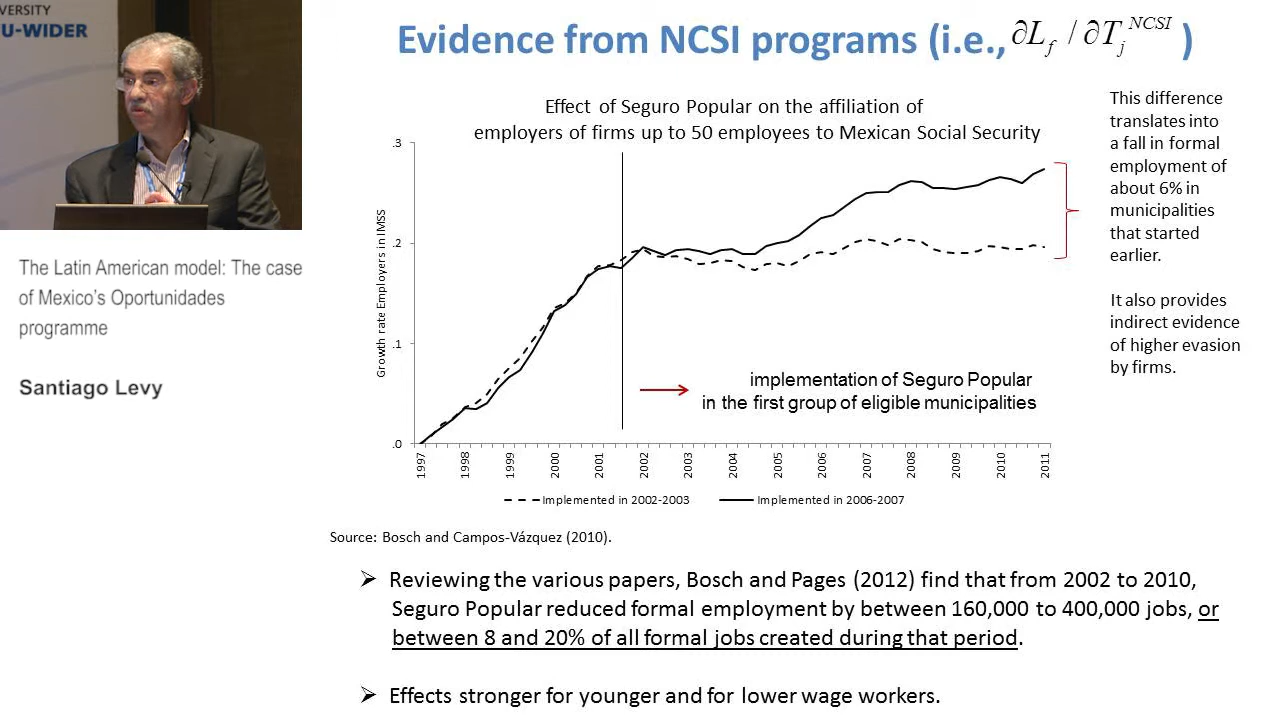 VERSITY
U-WIDER
The Latin American model: The case
of Mexico's Oportunidades
programme
Santiago Levy
Evidence from NCSI programs (i.e., ∂L_f / ∂T_j^NCSI )
Effect of Seguro Popular on the affiliation of
employers of firms up to 50 employees to Mexican Social Security
Growth rate Employers in IMSS
.3
.2
.1
.0
implementation of Seguro Popular
in the first group of eligible municipalities
1997 1998 1999 2000 2001 2002 2003 2004 2005 2006 2007 2008 2009 2010 2011
Implemented in 2002-2003 Implemented in 2006-2007
This difference
translates into
a fall in formal
employment of
about 6% in
municipalities
that started
earlier.
It also provides
indirect evidence
of higher evasion
by firms.
Source: Bosch and Campos-Vázquez (2010).
➢ Reviewing the various papers, Bosch and Pages (2012) find that from 2002 to 2010,
Seguro Popular reduced formal employment by between 160,000 to 400,000 jobs, or
between 8 and 20% of all formal jobs created during that period.
➢ Effects stronger for younger and for lower wage workers.